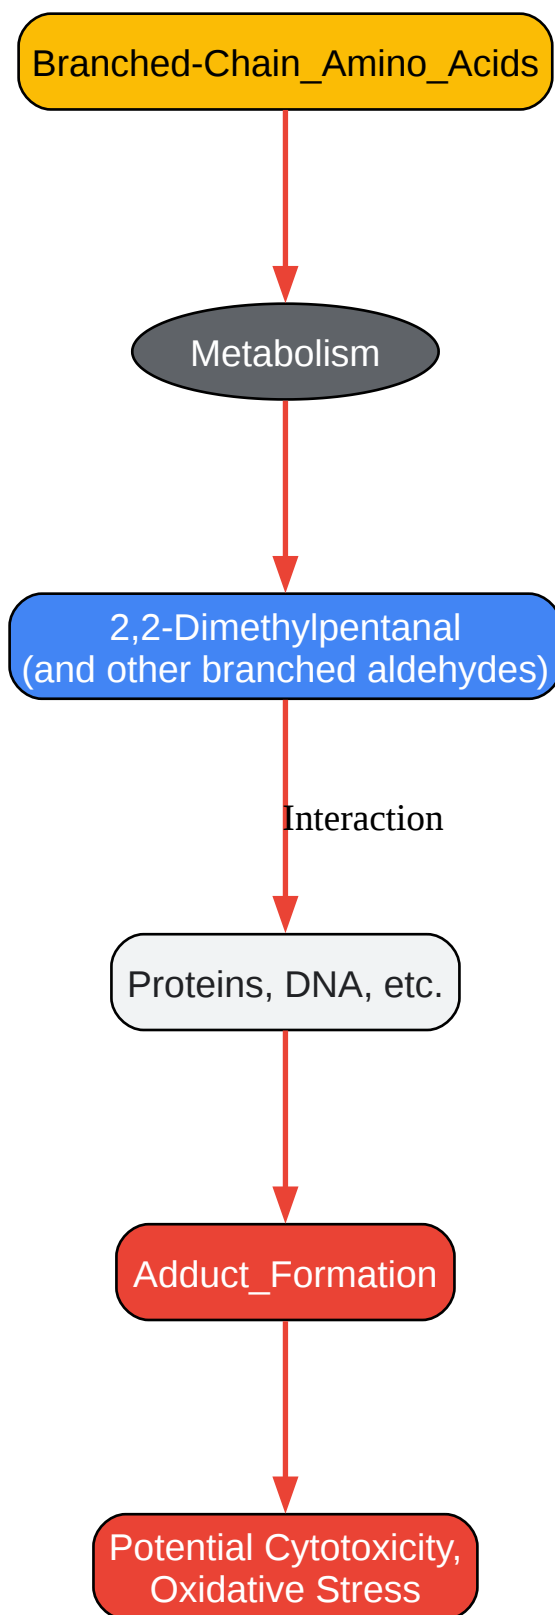 Branched-Chain_Amino_Acids
Metabolism
2,2-Dimethylpentanal
(and other branched aldehydes)
Interaction
Proteins, DNA, etc.
Adduct_Formation
Potential Cytotoxicity,
Oxidative Stress